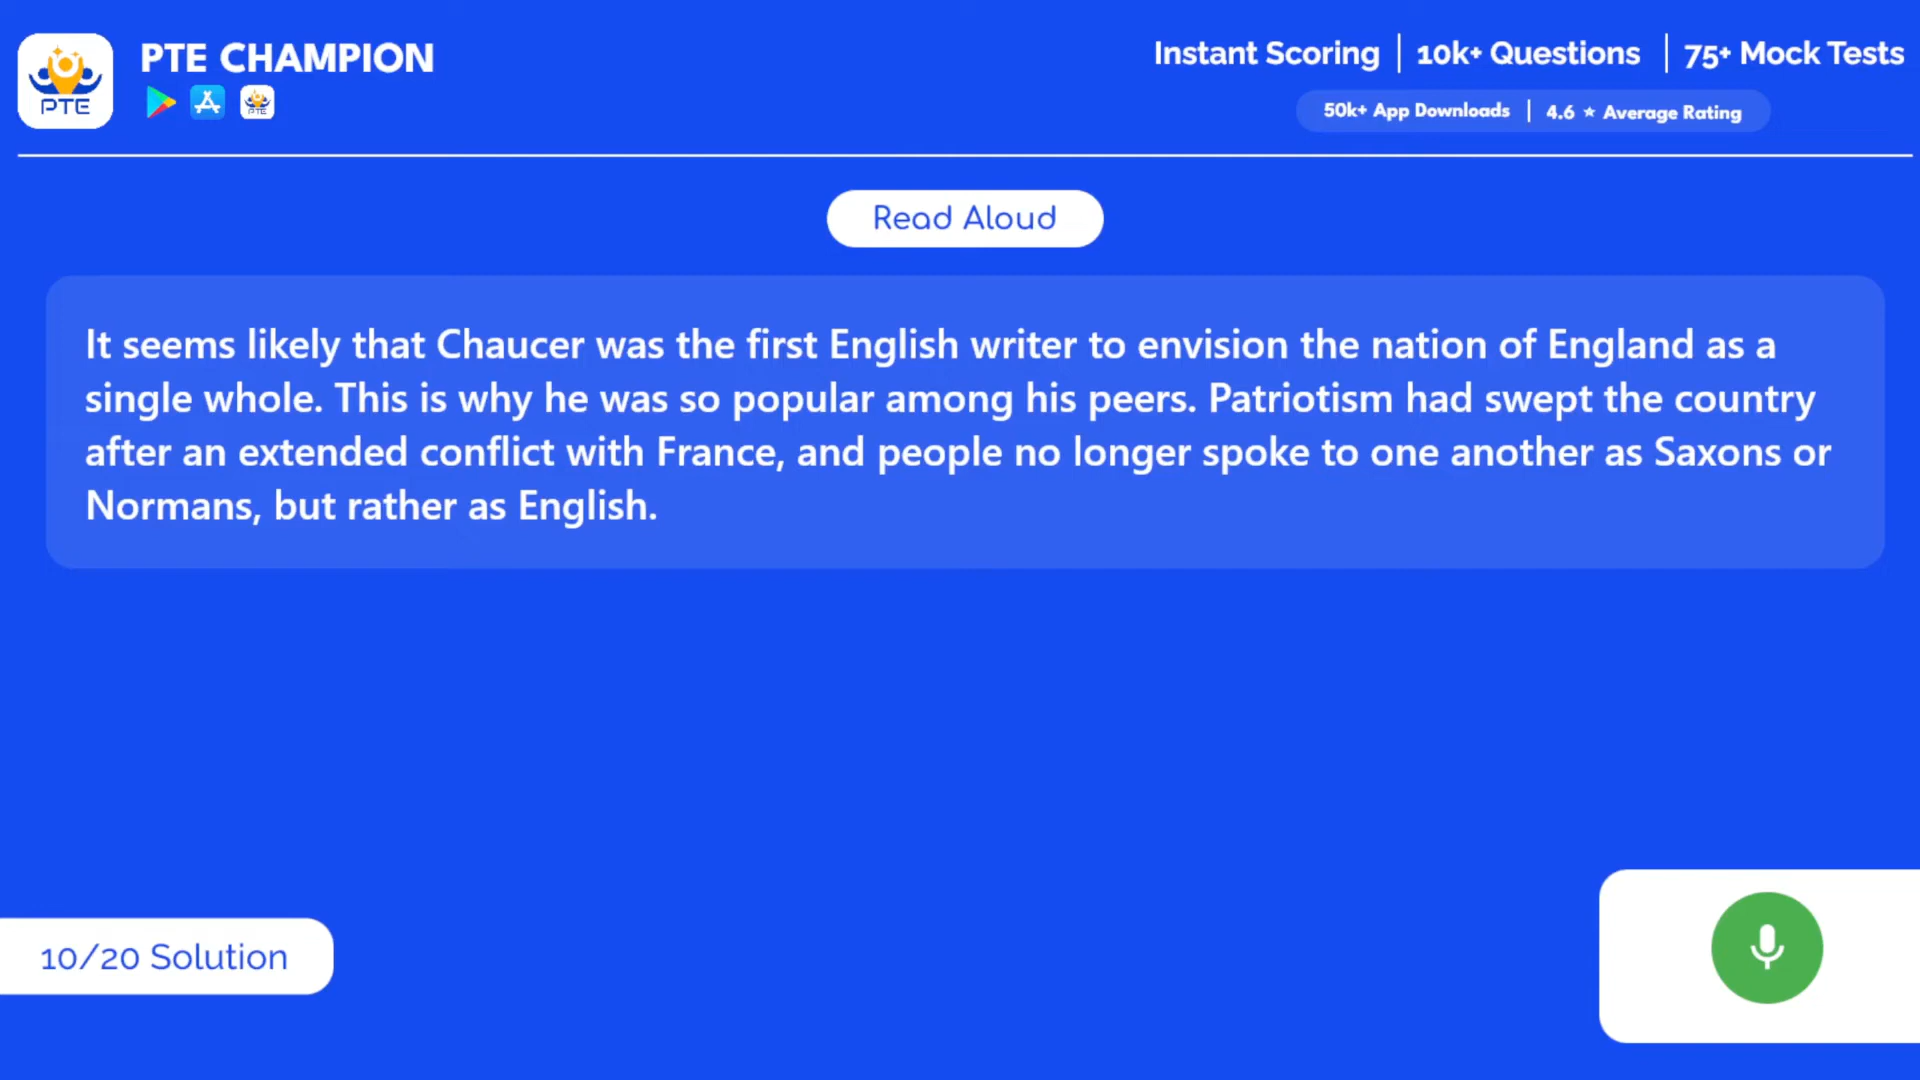 PTE CHAMPION
PTE
PTE
Instant Scoring | 10k+ Questions | 75+ Mock Tests
50k+ App Downloads | 4.6 ★ Average Rating
Read Aloud
It seems likely that Chaucer was the first English writer to envision the nation of England as a
single whole. This is why he was so popular among his peers. Patriotism had swept the country
after an extended conflict with France, and people no longer spoke to one another as Saxons or
Normans, but rather as English.
10/20 Solution